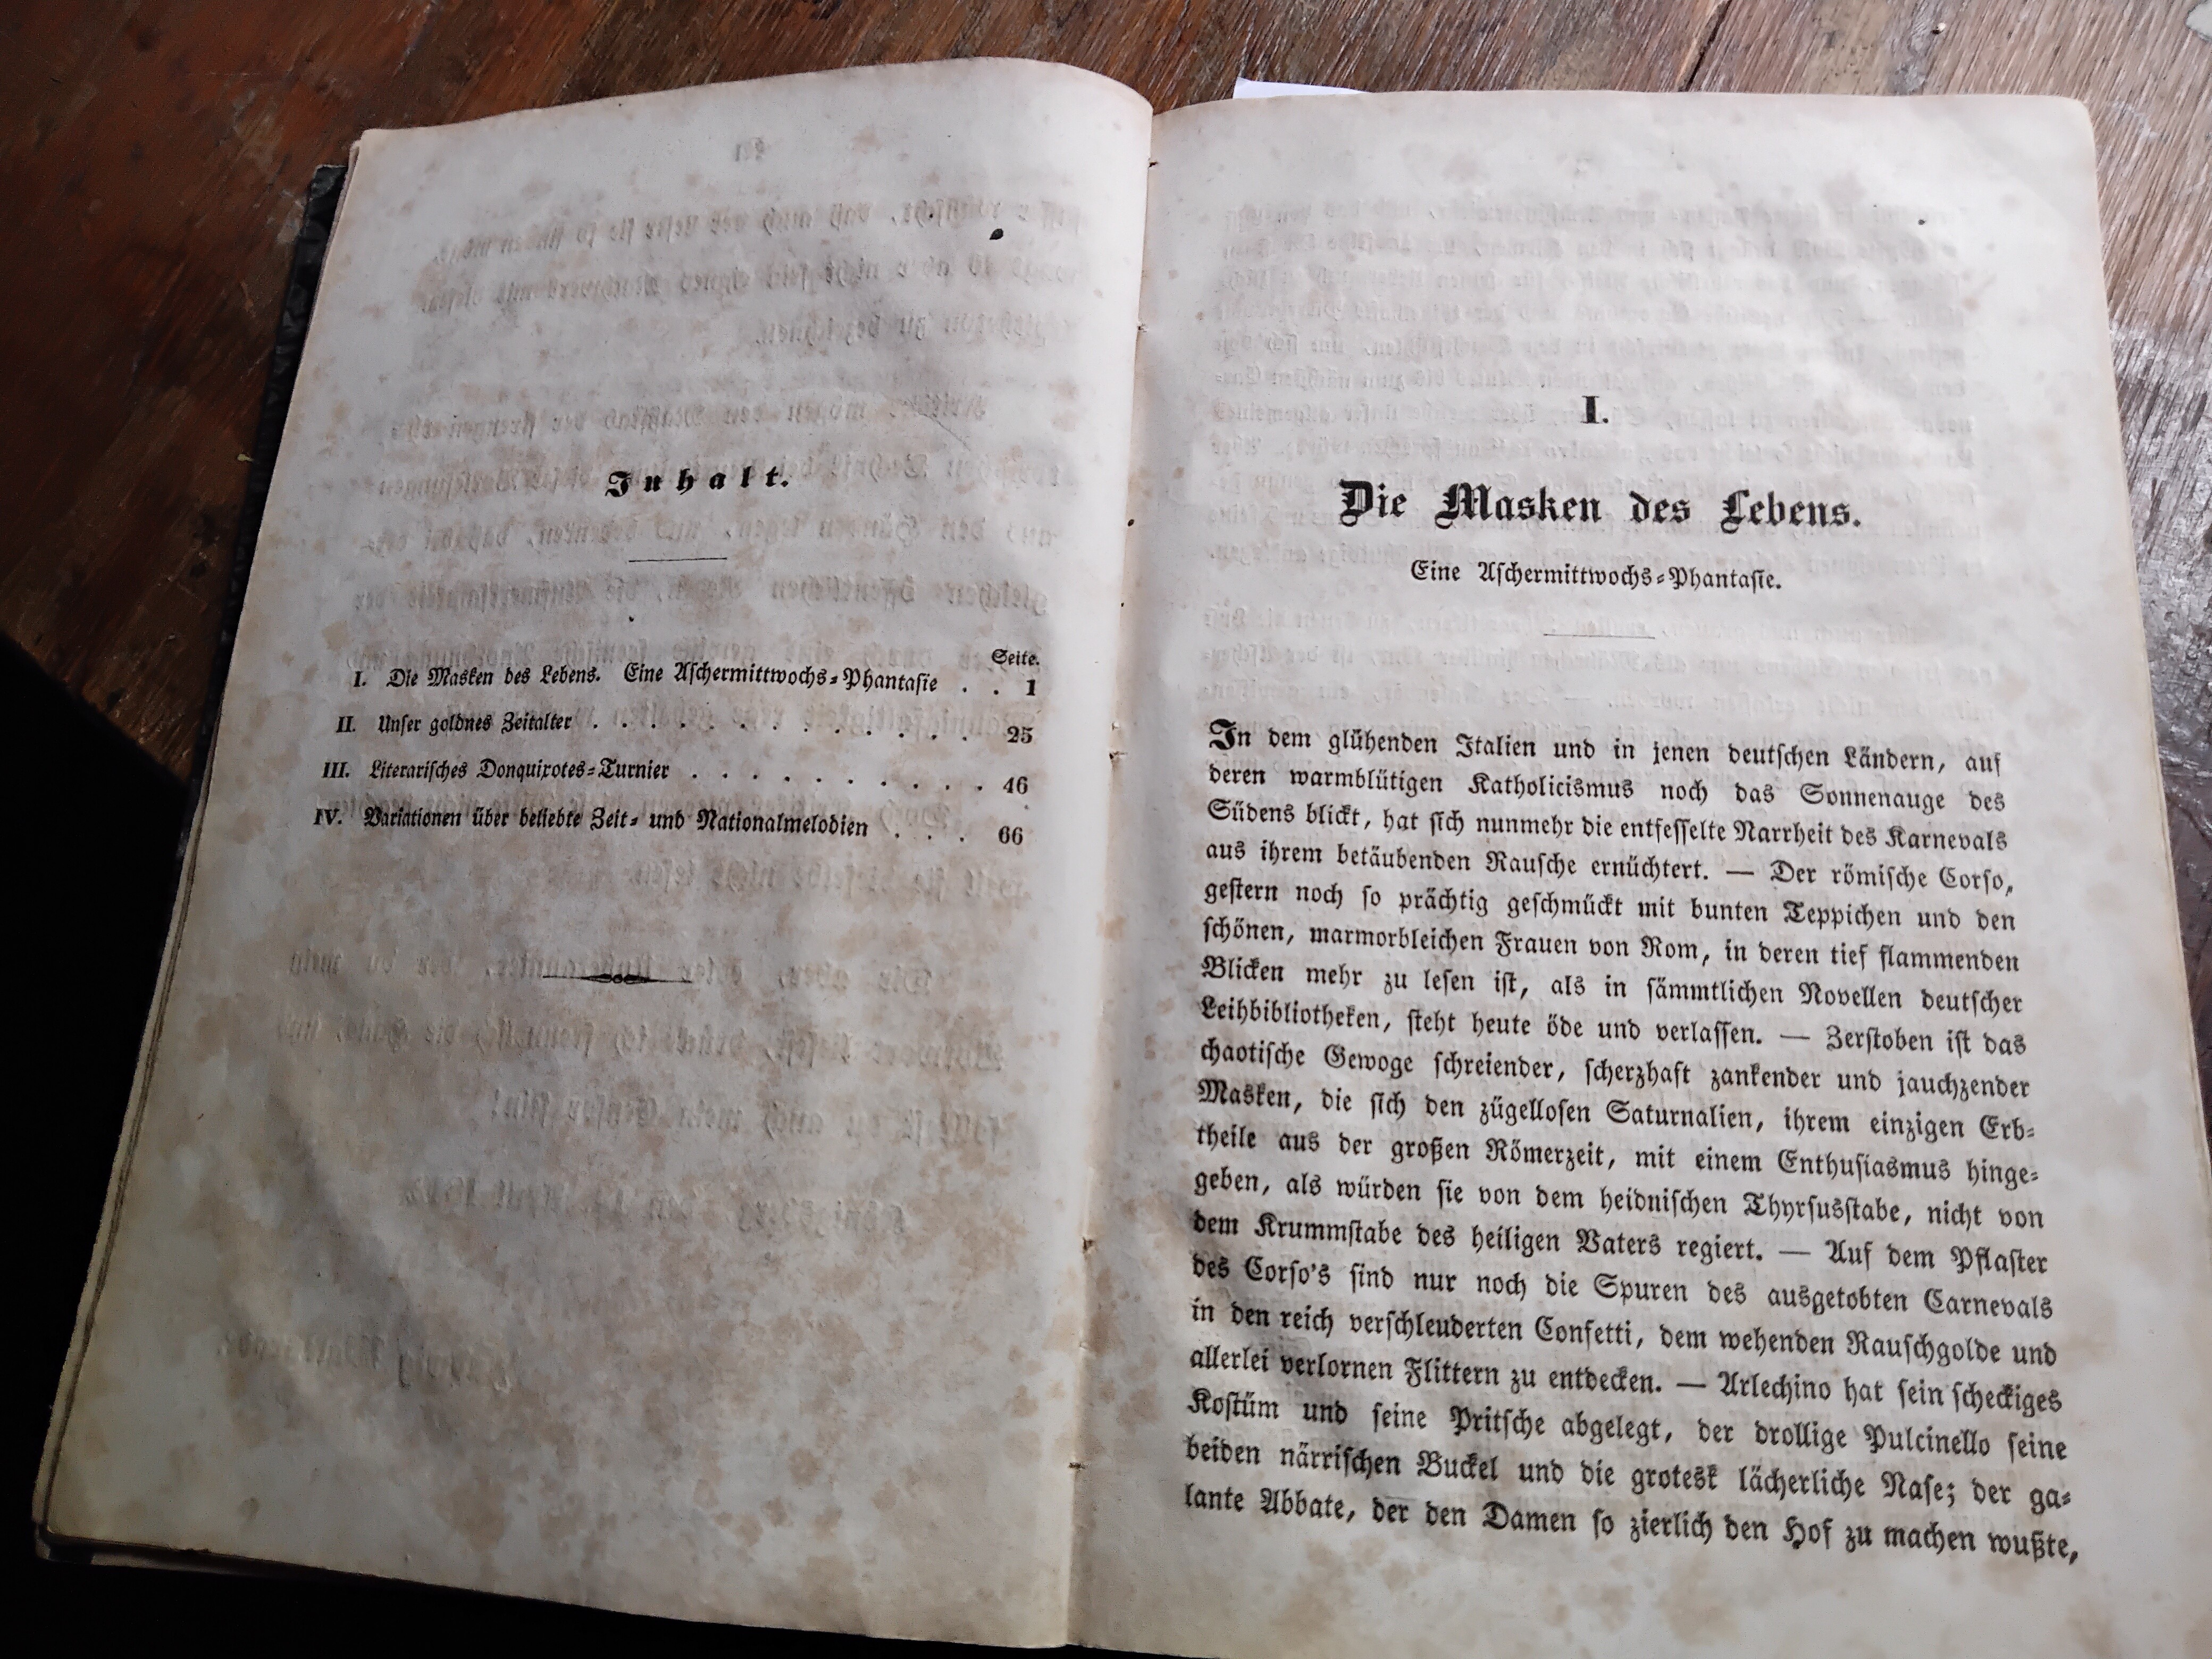 Inhalt.
Seite.
I. Die Masken des Lebens. Eine Aschermittwochs-Phantasie . . 1
II. Unser goldnes Zeitalter . . . . . . . . . . . . 25
III. Literarisches Donquixotes-Turnier . . . . . . . . . 46
IV. Variationen über beliebte Zeit- und Nationalmelodien . . . 66
I.
Die Masken des Lebens.
Eine Aschermittwochs-Phantasie.
In dem glühenden Italien und in jenen deutschen Ländern, auf
deren warmblütigen Katholicismus noch das Sonnenauge des
Südens blickt, hat sich nunmehr die entfesselte Narrheit des Karnevals
aus ihrem betäubenden Rausche ernüchtert. — Der römische Corso,
gestern noch so prächtig geschmückt mit bunten Teppichen und den
schönen, marmorbleichen Frauen von Rom, in deren tief flammenden
Blicken mehr zu lesen ist, als in sämmtlichen Novellen deutscher
Leihbibliotheken, steht heute öde und verlassen. — Zerstoben ist das
chaotische Gewoge schreiender, scherzhaft zankender und jauchzender
Masken, die sich den zügellosen Saturnalien, ihrem einzigen Erb-
theile aus der großen Römerzeit, mit einem Enthusiasmus hinge-
geben, als würden sie von dem heidnischen Thyrsusstabe, nicht von
dem Krummstabe des heiligen Vaters regiert. — Auf dem Pflaster
des Corso's sind nur noch die Spuren des ausgetobten Carnevals
in den reich verschleuderten Confetti, dem wehenden Rauschgolde und
allerlei verlornen Flittern zu entdecken. — Arlechino hat sein scheckiges
Kostüm und seine Pritsche abgelegt, der drollige Pulcinello seine
beiden närrischen Buckel und die grotesk lächerliche Nase; der ga-
lante Abbate, der den Damen so zierlich den Hof zu machen wußte,